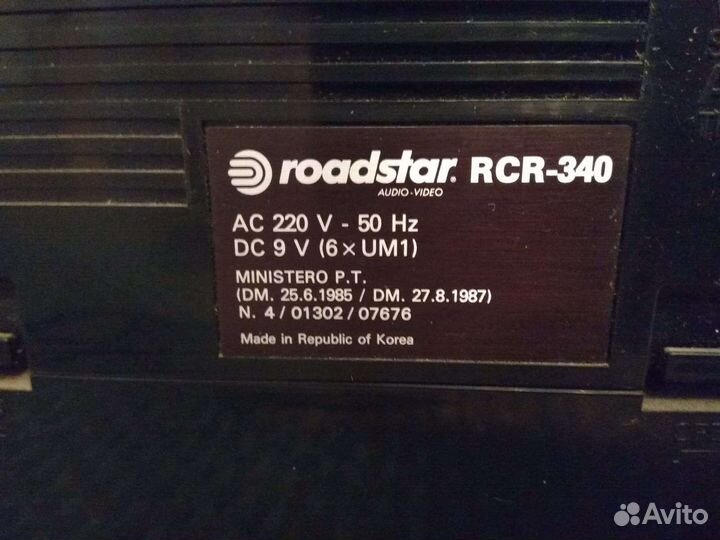 roadstar. RCR-340
AUDIO-VIDEO
AC 220 V - 50 Hz
DC 9 V (6 × UM1)
MINISTERO P.T.
(DM. 25.6.1985 / DM. 27.8.1987)
N. 4 / 01302 / 07676
Made in Republic of Korea
Avito